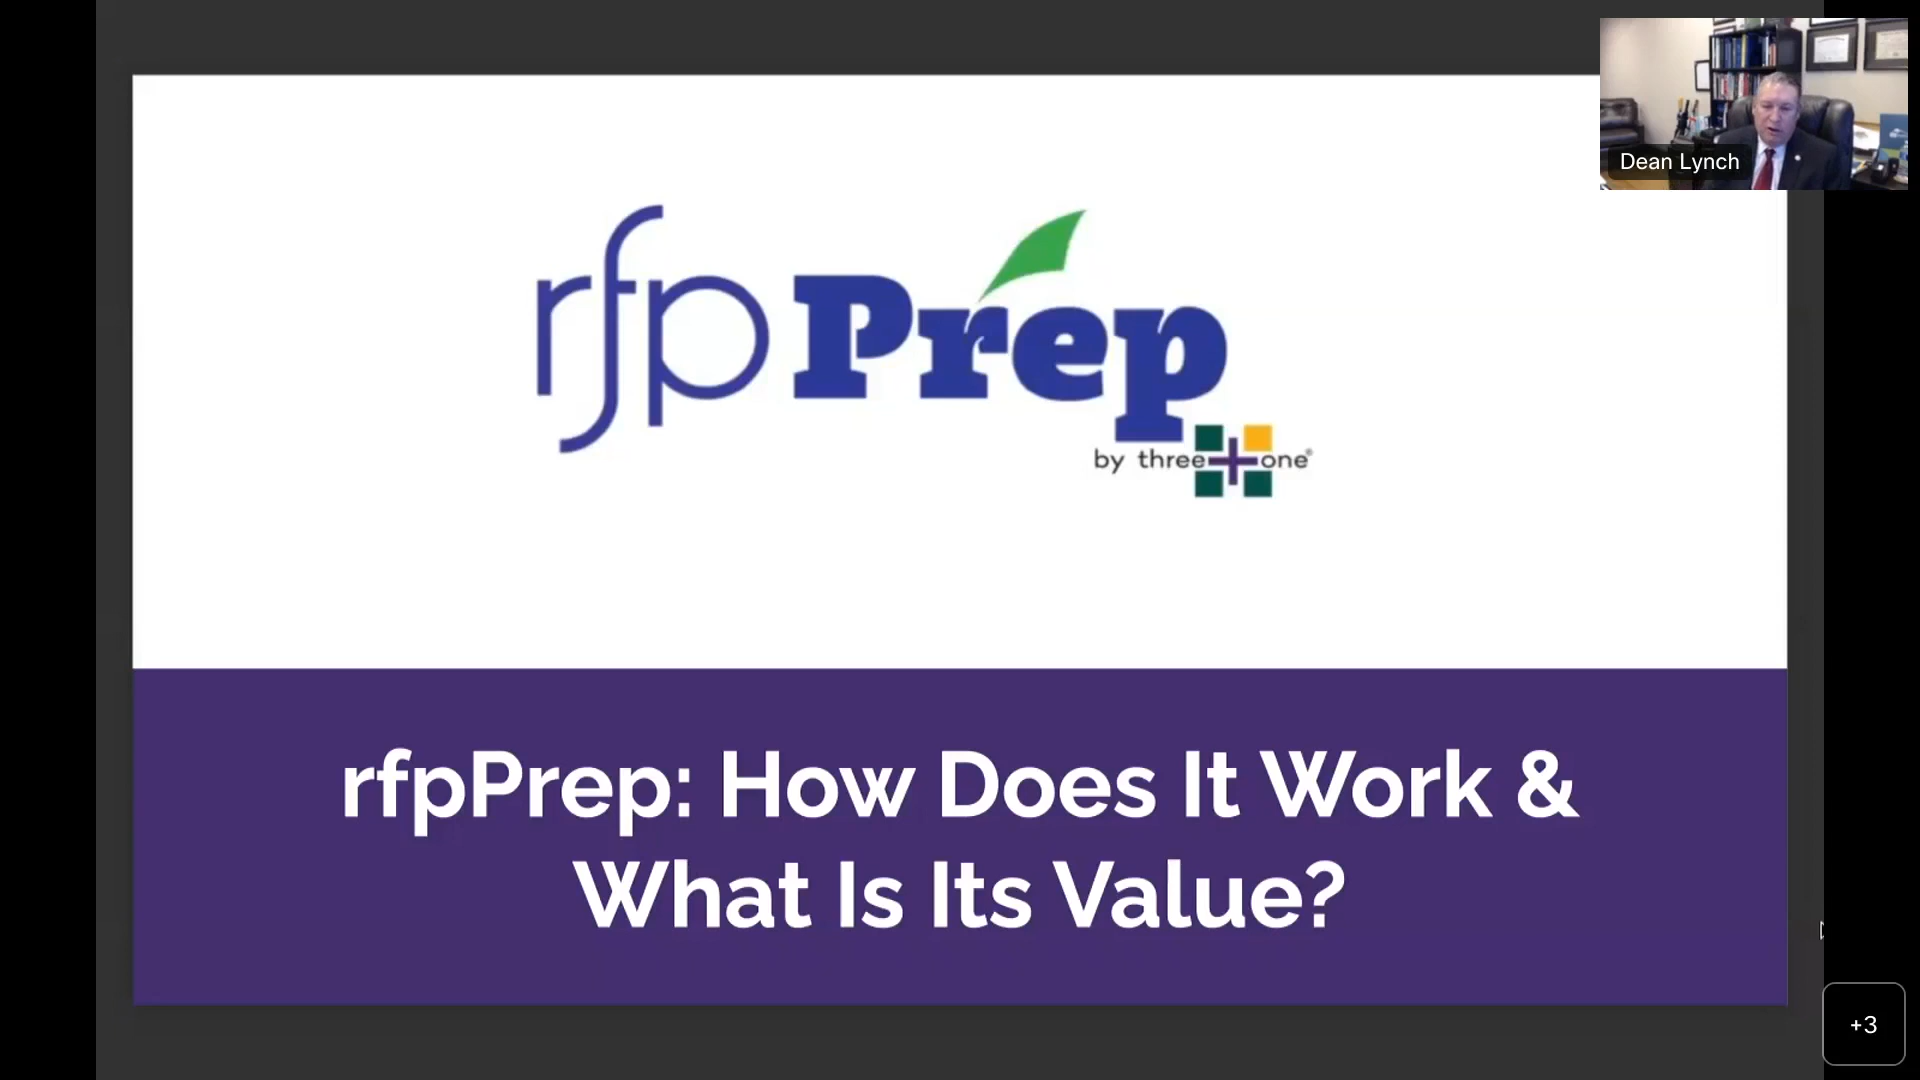 Dean Lynch
rfpPrep
by three+one®
rfpPrep: How Does It Work &
What Is Its Value?
+3